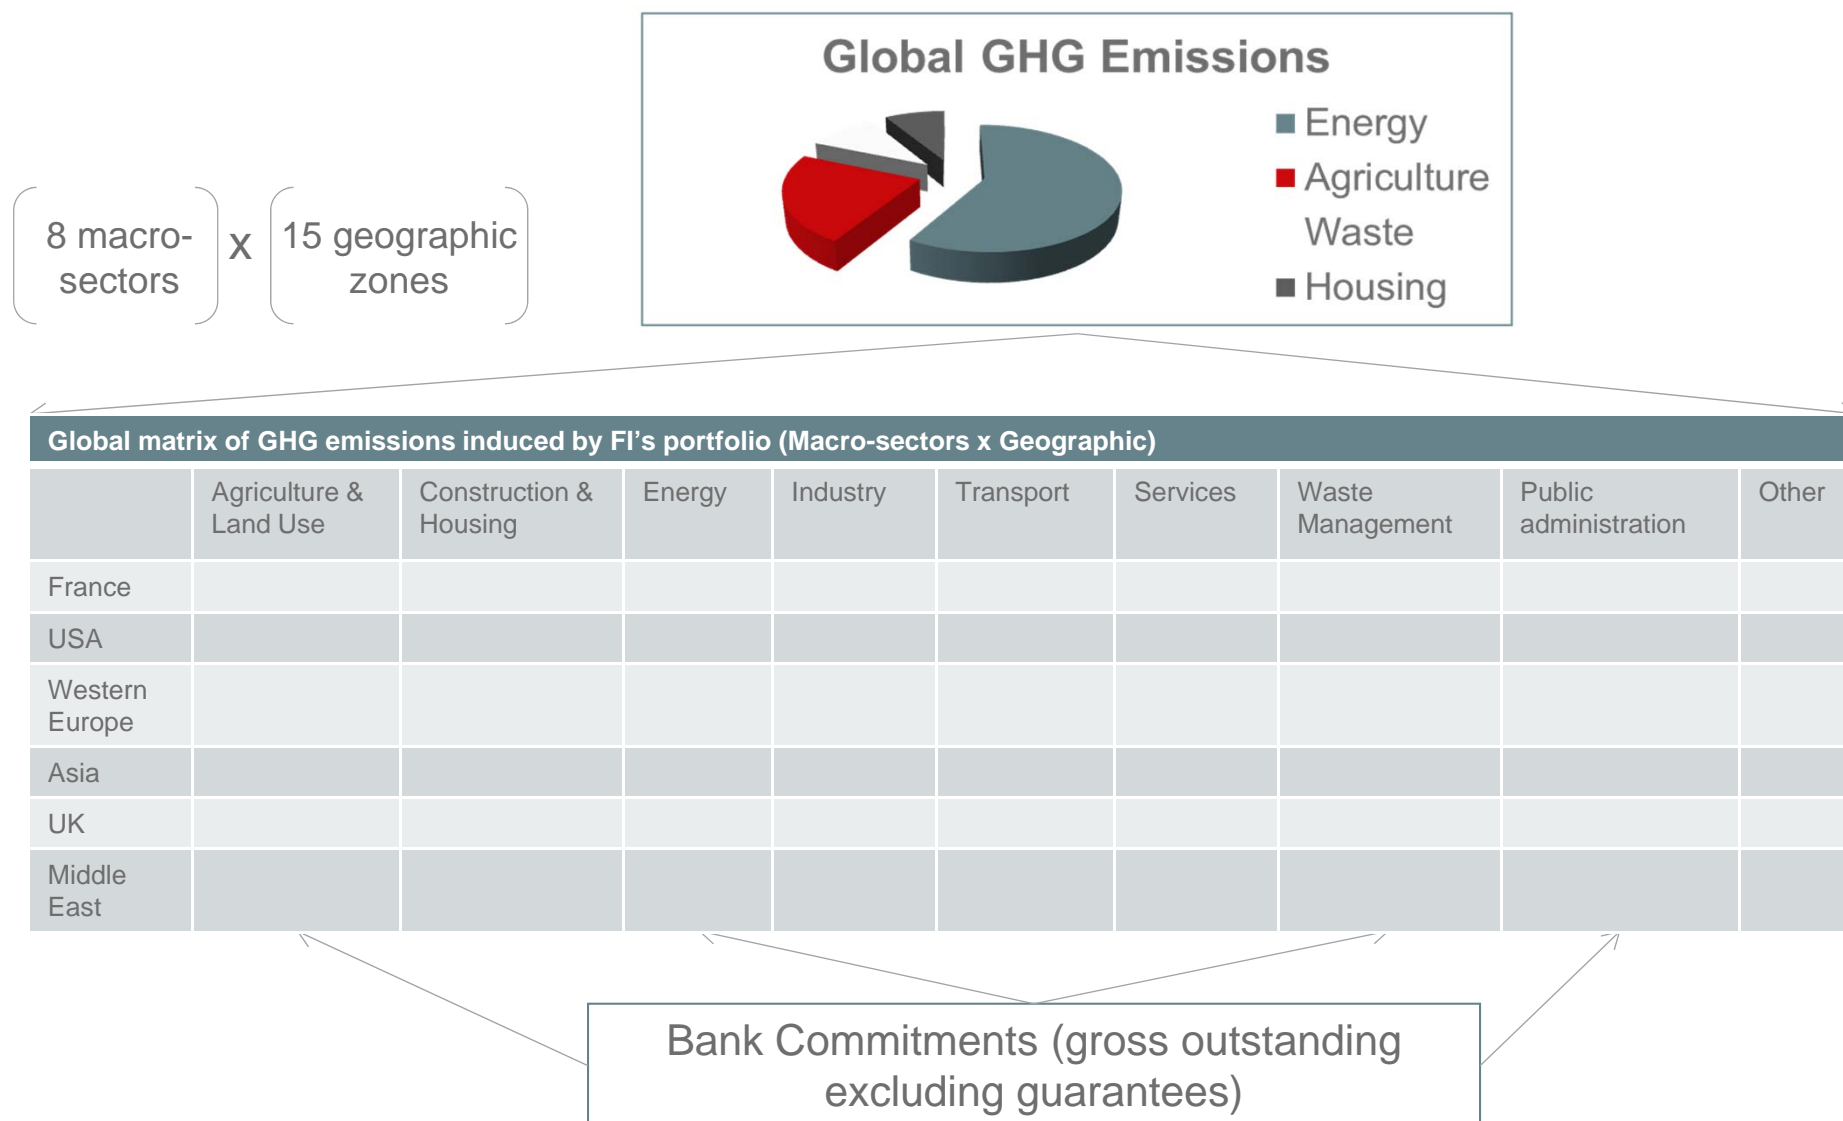 Global GHG Emissions
Energy
Agriculture
Waste
Housing
8 macro-
sectors
x
15 geographic
zones
Global matrix of GHG emissions induced by FI's portfolio (Macro-sectors x Geographic)
Agriculture &
Land Use
Construction &
Housing
Energy
Industry
Transport
Services
Waste
Management
Public
administration
Other
France
USA
Western
Europe
Asia
UK
Middle
East
Bank Commitments (gross outstanding
excluding guarantees)